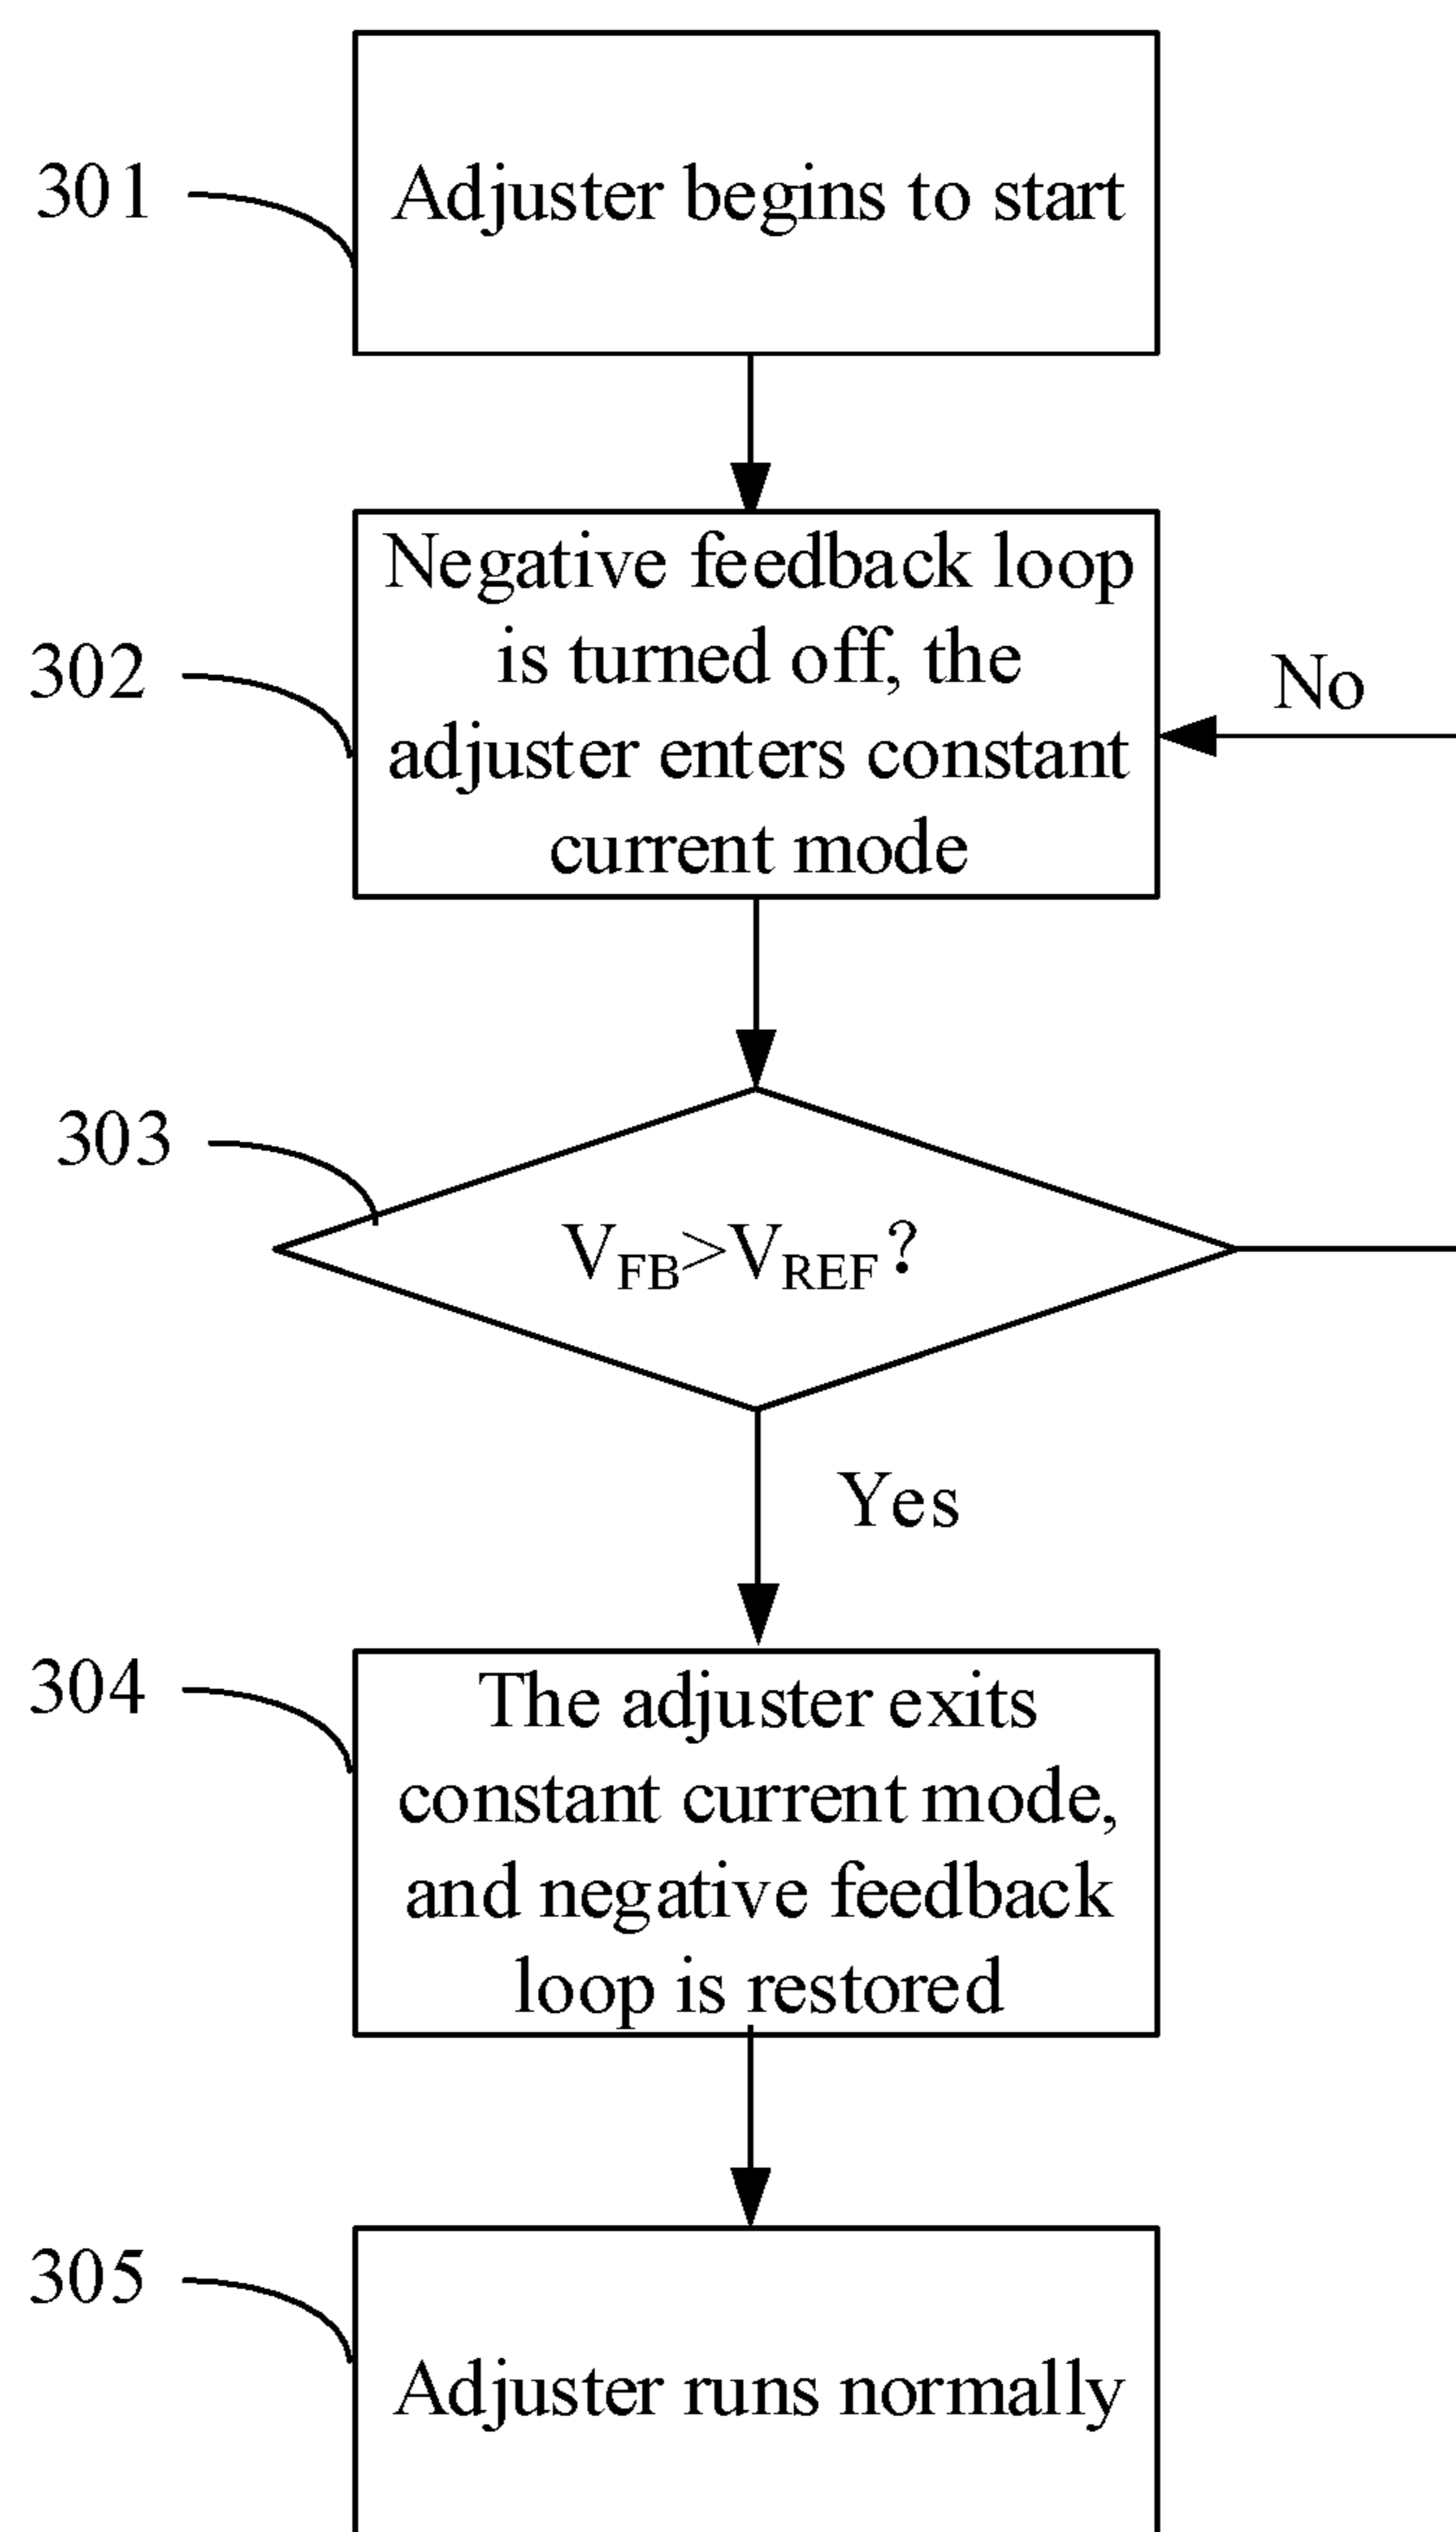 301
Adjuster begins to start
302
Negative feedback loop
is turned off, the
adjuster enters constant
current mode
No
303
V_FB>V_REF?
Yes
304
The adjuster exits
constant current mode,
and negative feedback
loop is restored
305
Adjuster runs normally